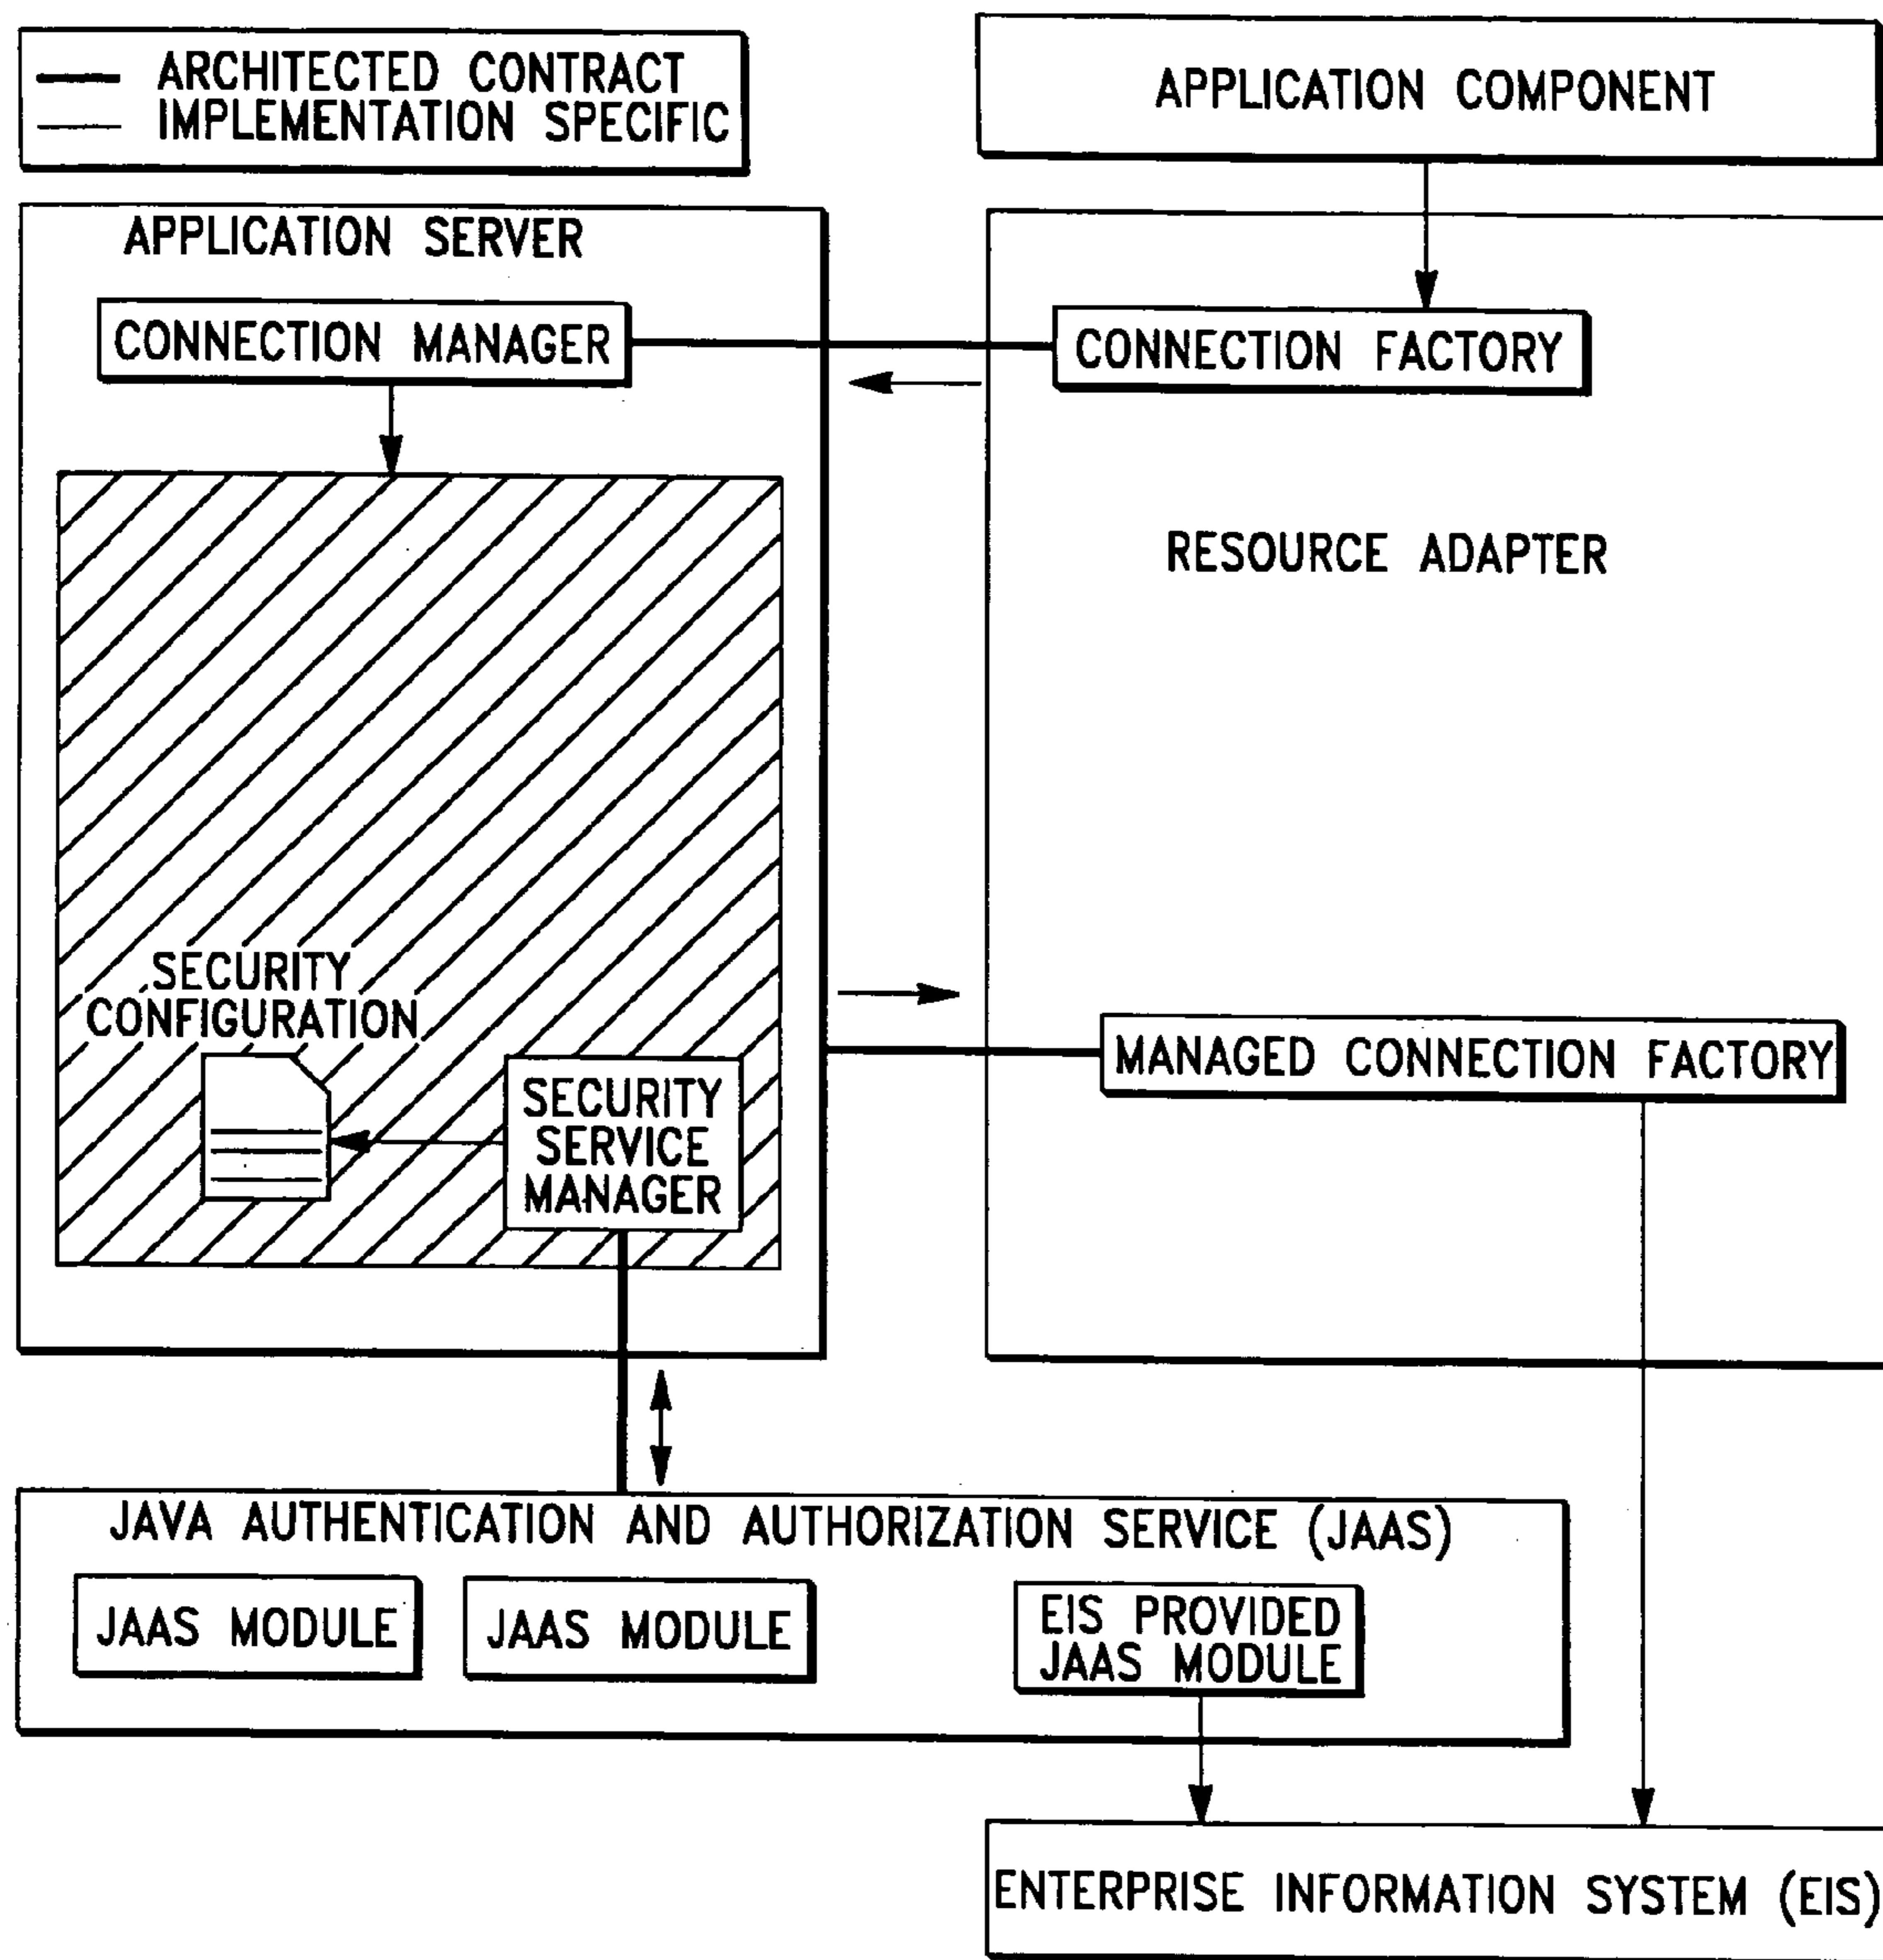 ARCHITECTED CONTRACT
IMPLEMENTATION SPECIFIC
APPLICATION COMPONENT
APPLICATION SERVER
CONNECTION MANAGER
CONNECTION FACTORY
RESOURCE ADAPTER
SECURITY
CONFIGURATION
SECURITY
SERVICE
MANAGER
MANAGED CONNECTION FACTORY
JAVA AUTHENTICATION AND AUTHORIZATION SERVICE (JAAS)
JAAS MODULE
JAAS MODULE
EIS PROVIDED
JAAS MODULE
ENTERPRISE INFORMATION SYSTEM (EIS)